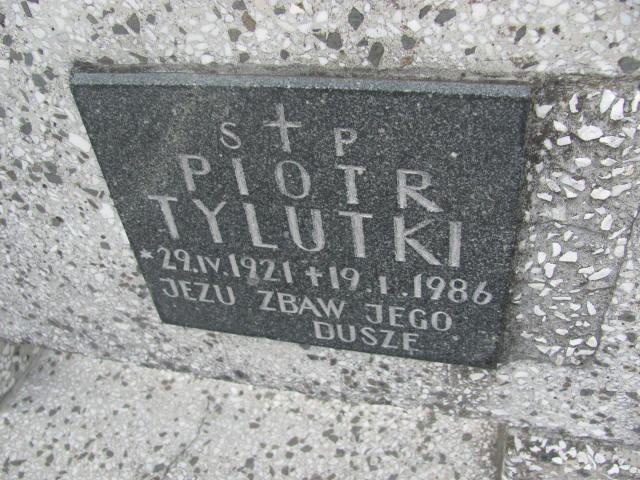 S † P
PIOTR
TYLUTKI
*29.IV.1921 †19.I.1986
JEZU ZBAW JEGO
DUSZE